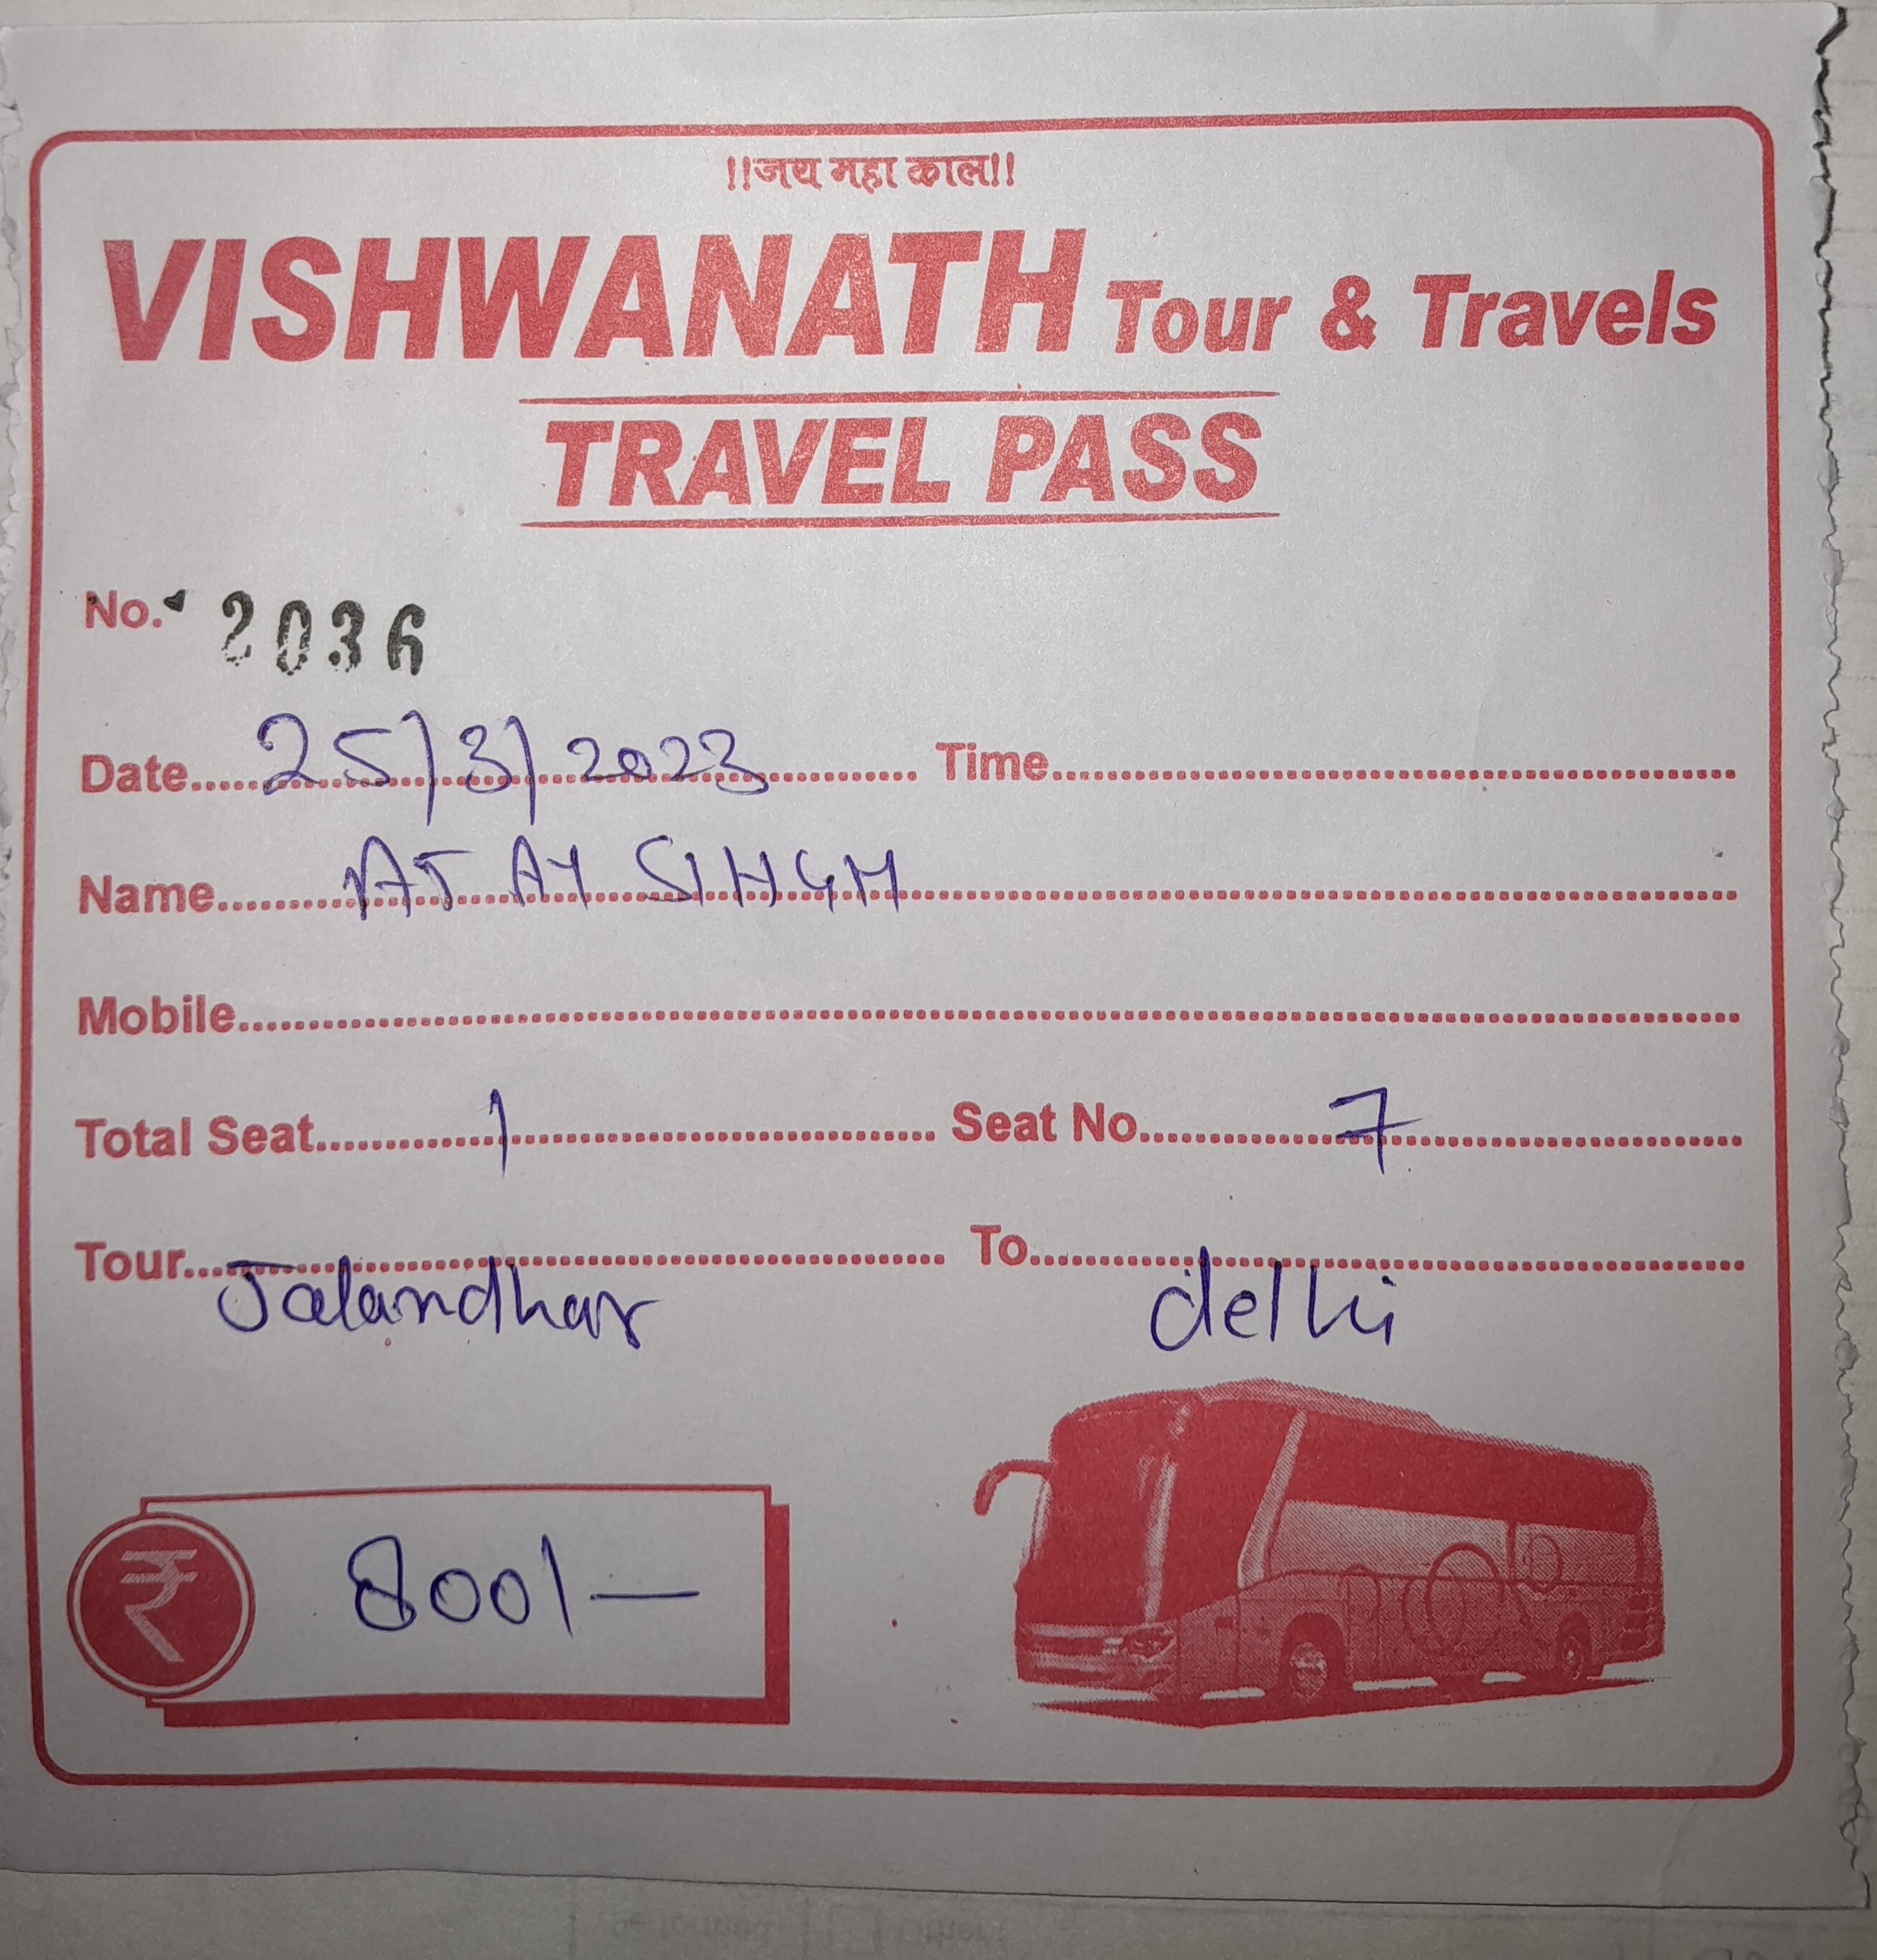 !!जय महा काल!!
VISHWANATH Tour & Travels
TRAVEL PASS
No. 2036
Date 25/3/2023 Time
Name AJAY SINGH
Mobile
Total Seat 1 Seat No. 7
Tour Jalandhar To delhi
₹ 800/-